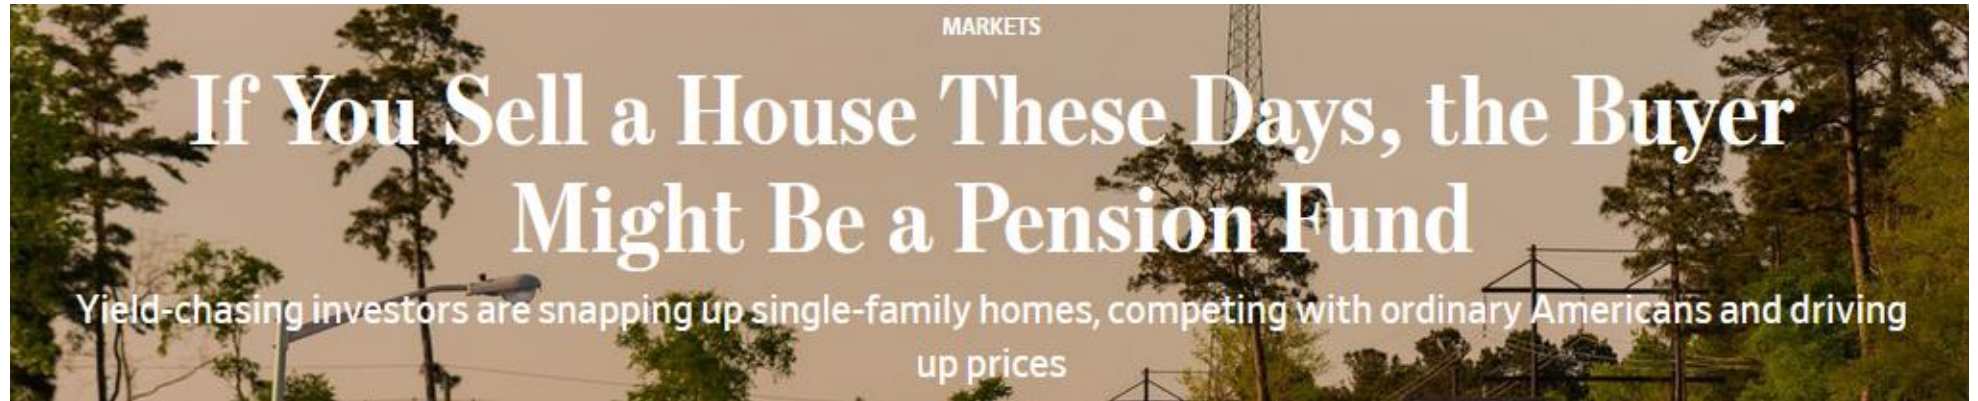 MARKETS
If You Sell a House These Days, the Buyer
Might Be a Pension Fund
Yield-chasing investors are snapping up single-family homes, competing with ordinary Americans and driving
up prices